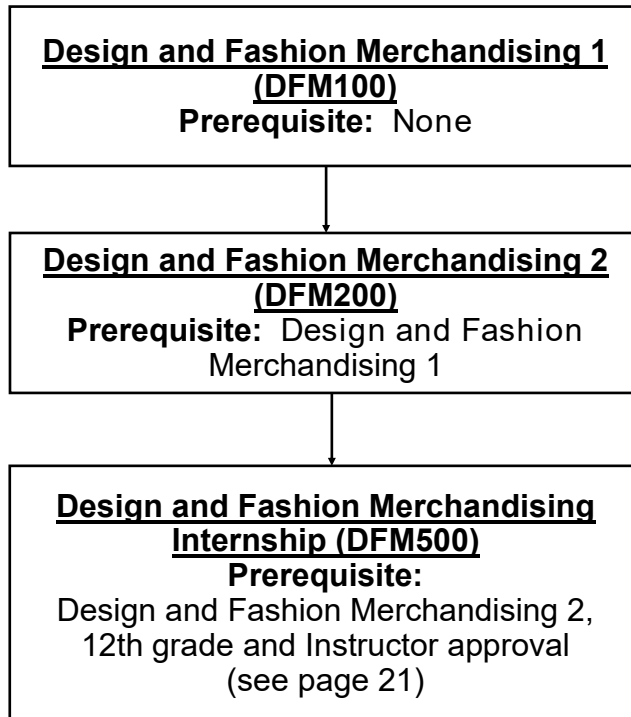 Design and Fashion Merchandising 1
(DFM100)
Prerequisite: None
Design and Fashion Merchandising 2
(DFM200)
Prerequisite: Design and Fashion
Merchandising 1
Design and Fashion Merchandising
Internship (DFM500)
Prerequisite:
Design and Fashion Merchandising 2,
12th grade and Instructor approval
(see page 21)